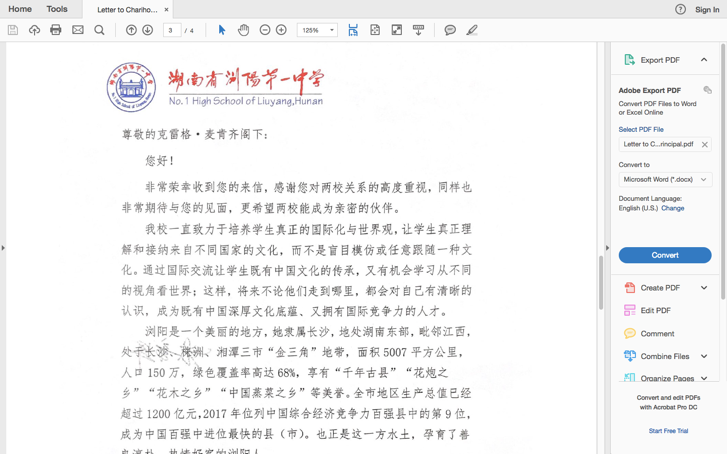 Home Tools Letter to Chariho... × Sign In
3 / 4 125%
湖南省浏阳第一中学
No.1 High School of Liuyang,Hunan
尊敬的克雷格·麦肯齐阁下：
您好！
非常荣幸收到您的来信，感谢您对两校关系的高度重视，同样也
非常期待与您的见面，更希望两校能成为亲密的伙伴。
我校一直致力于培养学生真正的国际化与世界观，让学生真正理
解和接纳来自不同国家的文化，而不是盲目模仿或任意跟随一种文
化。通过国际交流让学生既有中国文化的传承，又有机会学习从不同
的视角看世界；这样，将来不论他们走到哪里，都会对自己有清晰的
认识，成为既有中国深厚文化底蕴、又拥有国际竞争力的人才。
浏阳是一个美丽的地方，她隶属长沙，地处湖南东部，毗邻江西，
处于长沙、株洲、湘潭三市“金三角”地带，面积 5007 平方公里，
人口 150 万，绿色覆盖率高达 68%，享有“千年古县”“花炮之
乡”“花木之乡”“中国蒸菜之乡”等美誉。全市地区生产总值已经
超过 1200 亿元，2017 年位列中国综合经济竞争力百强县中的第 9 位，
成为中国百强中进位最快的县（市）。也正是这一方水土，孕育了善
Export PDF
Adobe Export PDF
Convert PDF Files to Word
or Excel Online
Select PDF File
Letter to C...rincipal.pdf
Convert to
Microsoft Word (*.docx)
Document Language:
English (U.S.) Change
Convert
Create PDF
Edit PDF
Comment
Combine Files
Organize Pages
Convert and edit PDFs
with Acrobat Pro DC
Start Free Trial